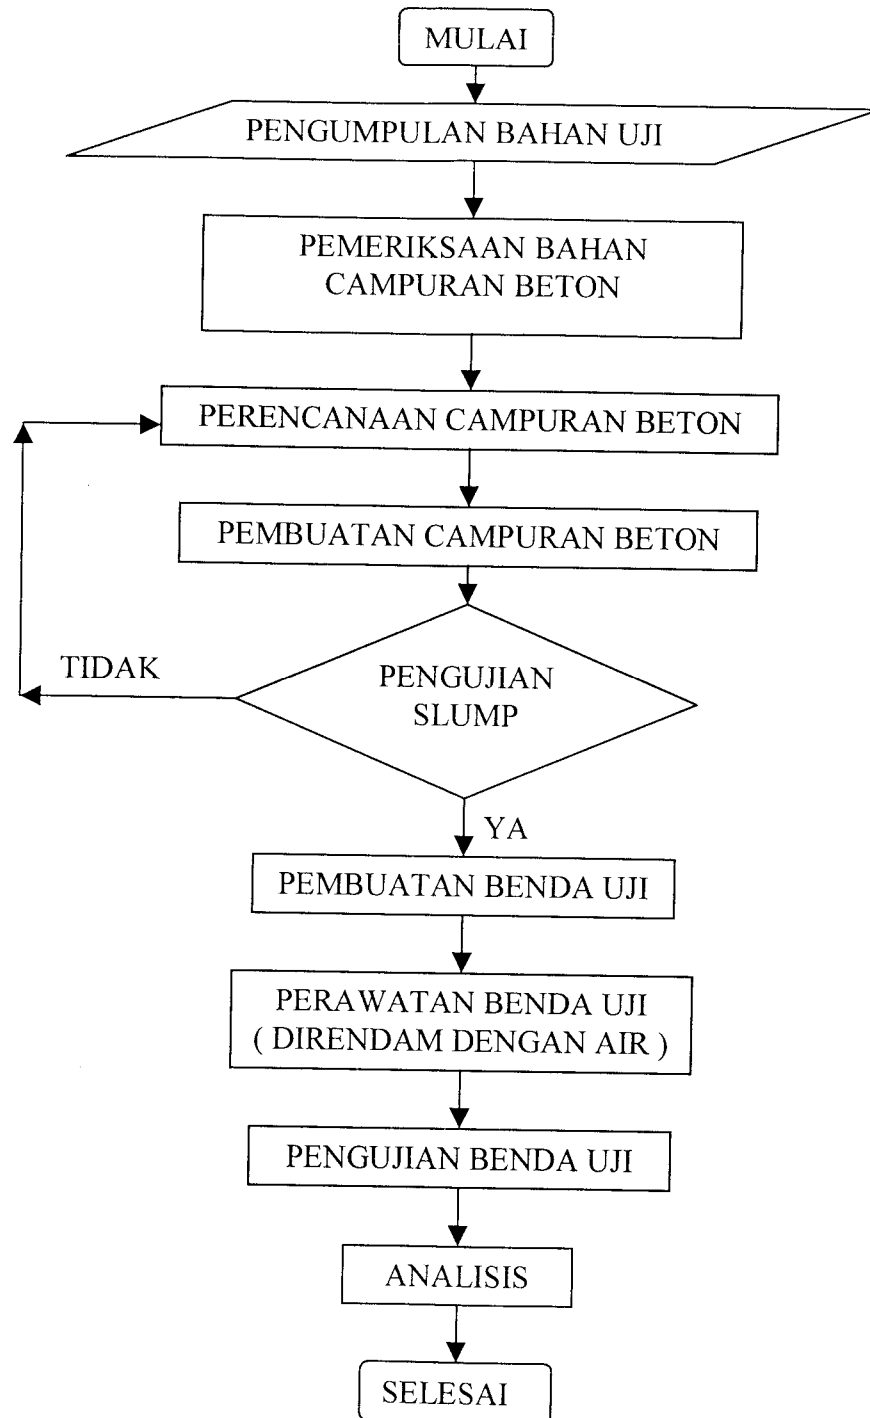 MULAI
PENGUMPULAN BAHAN UJI
PEMERIKSAAN BAHAN
CAMPURAN BETON
PERENCANAAN CAMPURAN BETON
PEMBUATAN CAMPURAN BETON
TIDAK
PENGUJIAN
SLUMP
YA
PEMBUATAN BENDA UJI
PERAWATAN BENDA UJI
( DIRENDAM DENGAN AIR )
PENGUJIAN BENDA UJI
ANALISIS
SELESAI